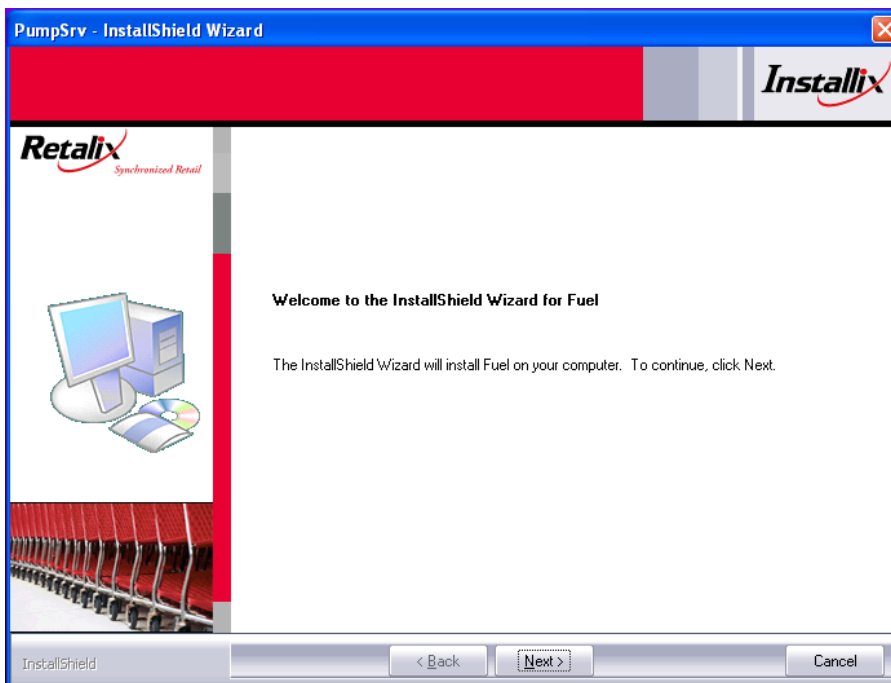 PumpSrv - InstallShield Wizard
Installix
Retalix
Synchronized Retail
Welcome to the InstallShield Wizard for Fuel
The InstallShield Wizard will install Fuel on your computer. To continue, click Next.
InstallShield
< Back
Next >
Cancel